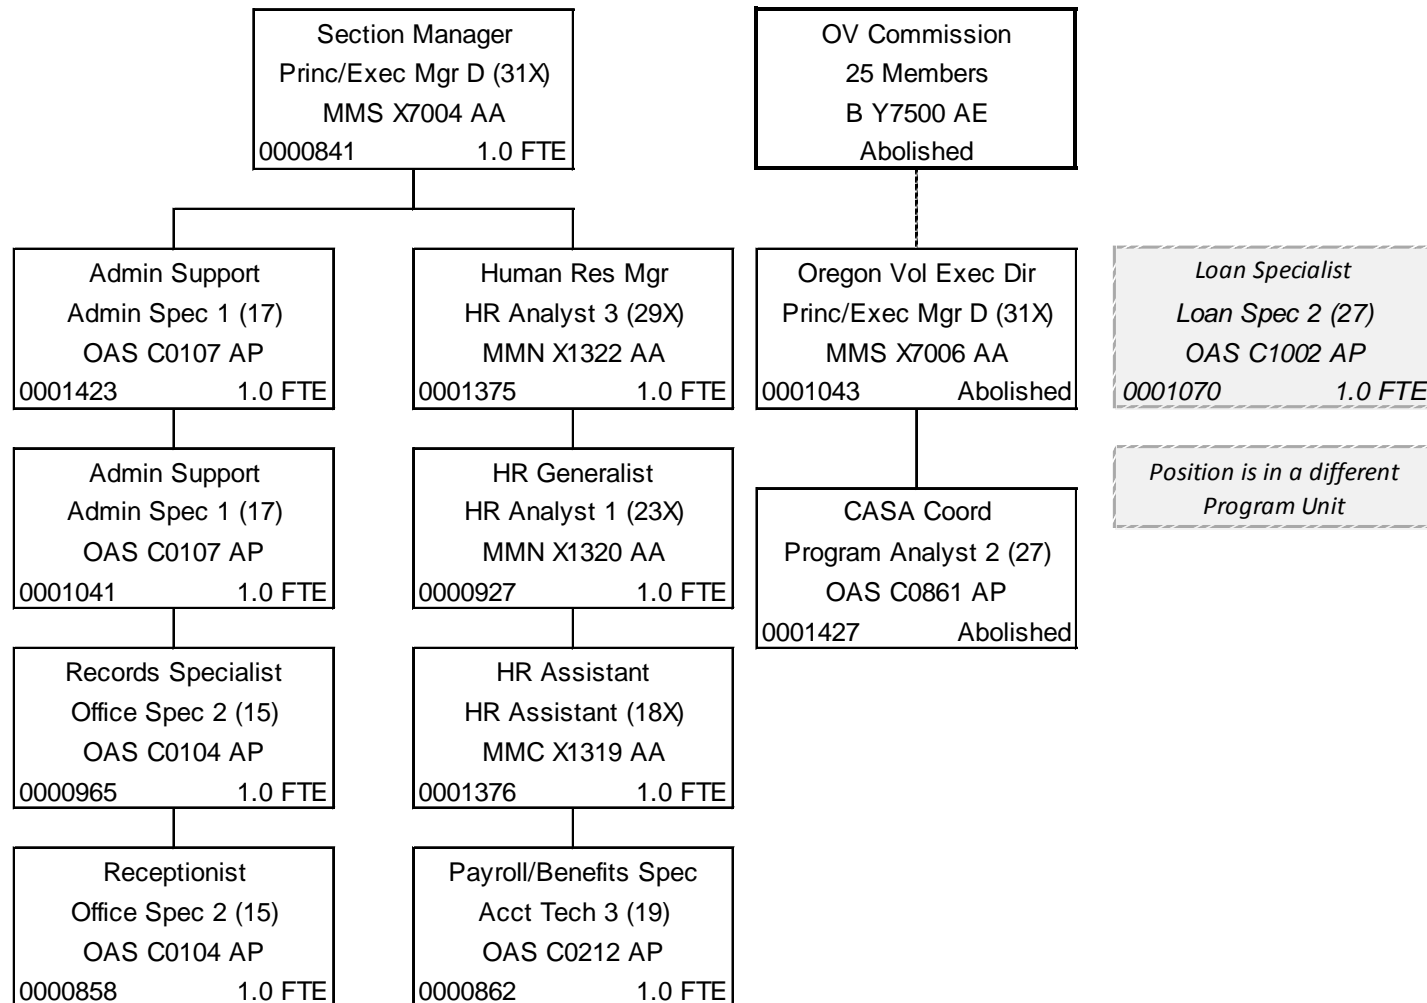 Section Manager
Princ/Exec Mgr D (31X)
MMS X7004 AA
0000841 1.0 FTE
OV Commission
25 Members
B Y7500 AE
Abolished
Admin Support
Admin Spec 1 (17)
OAS C0107 AP
0001423 1.0 FTE
Human Res Mgr
HR Analyst 3 (29X)
MMN X1322 AA
0001375 1.0 FTE
Oregon Vol Exec Dir
Princ/Exec Mgr D (31X)
MMS X7006 AA
0001043 Abolished
Loan Specialist
Loan Spec 2 (27)
OAS C1002 AP
0001070 1.0 FTE
Admin Support
Admin Spec 1 (17)
OAS C0107 AP
0001041 1.0 FTE
HR Generalist
HR Analyst 1 (23X)
MMN X1320 AA
0000927 1.0 FTE
CASA Coord
Program Analyst 2 (27)
OAS C0861 AP
0001427 Abolished
Position is in a different
Program Unit
Records Specialist
Office Spec 2 (15)
OAS C0104 AP
0000965 1.0 FTE
HR Assistant
HR Assistant (18X)
MMC X1319 AA
0001376 1.0 FTE
Receptionist
Office Spec 2 (15)
OAS C0104 AP
0000858 1.0 FTE
Payroll/Benefits Spec
Acct Tech 3 (19)
OAS C0212 AP
0000862 1.0 FTE